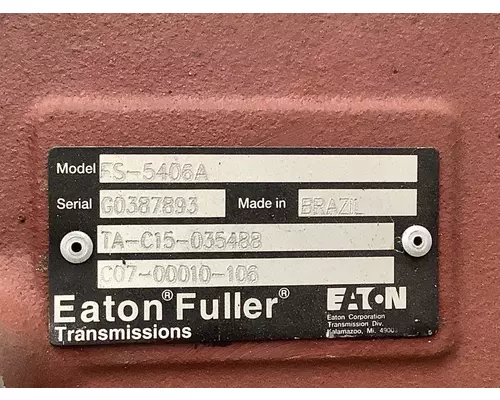 Model FS-5406A
Serial G0387893 Made in BRAZIL
TA-C15-035488
C07-00010-106
Eaton® Fuller®
Transmissions
EATON
Eaton Corporation
Transmission Div.
Kalamazoo, Mi. 49003